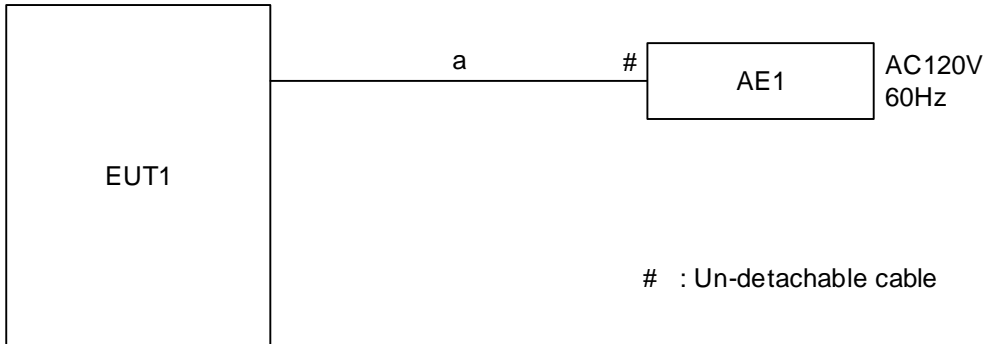 a
#
AE1
AC120V
60Hz
EUT1
# : Un-detachable cable